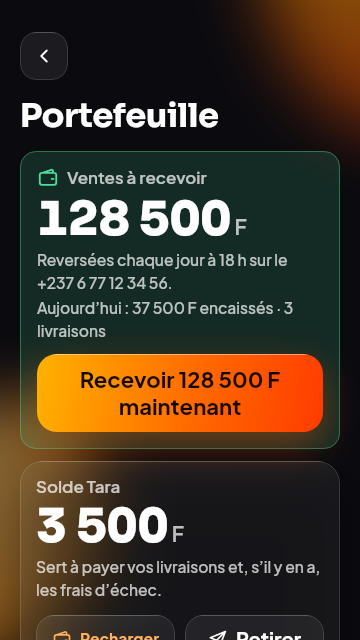 Portefeuille
Ventes à recevoir
128 500 F
Reversées chaque jour à 18 h sur le
+237 6 77 12 34 56.
Aujourd’hui : 37 500 F encaissés · 3
livraisons
Recevoir 128 500 F
maintenant
Solde Tara
3 500 F
Sert à payer vos livraisons et, s’il y en a,
les frais d’échec.
Recharger
Retirer